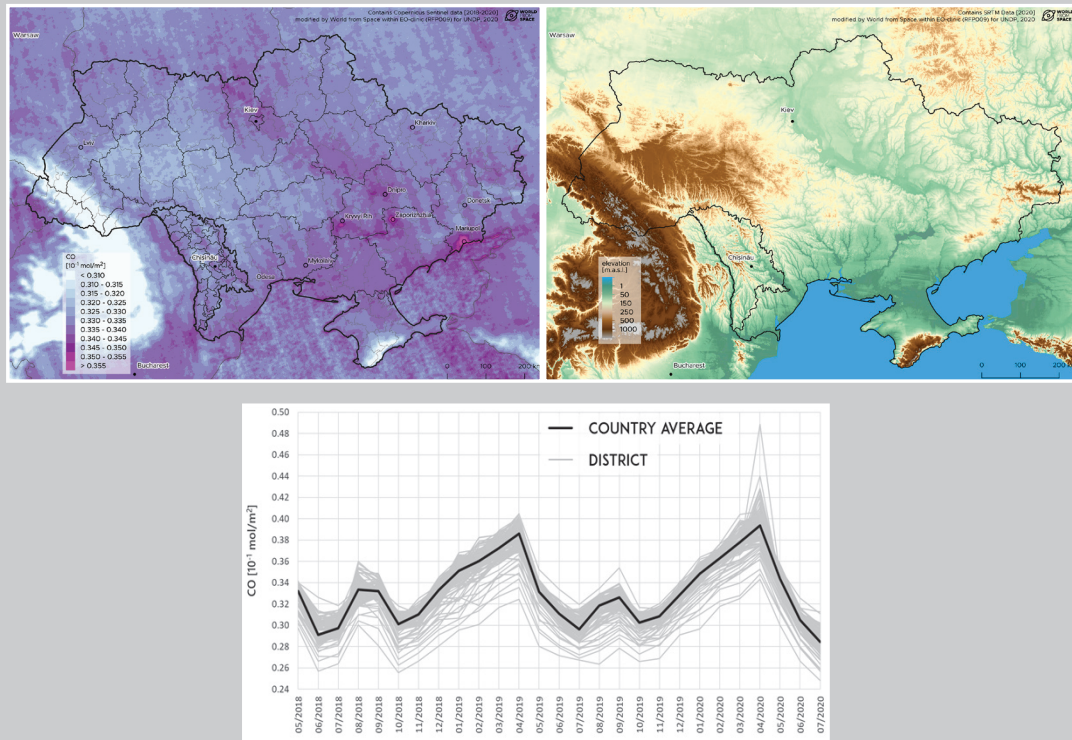 Contains Copernicus Sentinel data [2019-2020]
modified by World from Space within EO-clinic (RFP009) for UNDP, 2020
WORLD
FROM
SPACE
Warsaw
Kiev
Kharkiv
Lviv
Dnipro
Donetsk
Kryvyi Rih
Zaporizhzhia
Mariupol
Chișinău
Odesa
Mykolaiv
CO
[10⁻¹ mol/m²]
< 0.310
0.310 - 0.315
0.315 - 0.320
0.320 - 0.325
0.325 - 0.330
0.330 - 0.335
0.335 - 0.340
0.340 - 0.345
0.345 - 0.350
0.350 - 0.355
> 0.355
Bucharest
0 100 200 km
Contains SRTM Data [2020]
modified by World from Space within EO-clinic (RFP009) for UNDP, 2020
WORLD
FROM
SPACE
Warsaw
Kiev
Chișinău
elevation
[m.a.s.l.]
1
50
150
250
500
1000
Bucharest
0 100 200
COUNTRY AVERAGE
DISTRICT
CO [10⁻¹ mol/m²]
0.50
0.48
0.46
0.44
0.42
0.40
0.38
0.36
0.34
0.32
0.30
0.28
0.26
0.24
05/2018
06/2018
07/2018
08/2018
09/2018
10/2018
11/2018
12/2018
01/2019
02/2019
03/2019
04/2019
05/2019
06/2019
07/2019
08/2019
09/2019
10/2019
11/2019
12/2019
01/2020
02/2020
03/2020
04/2020
05/2020
06/2020
07/2020